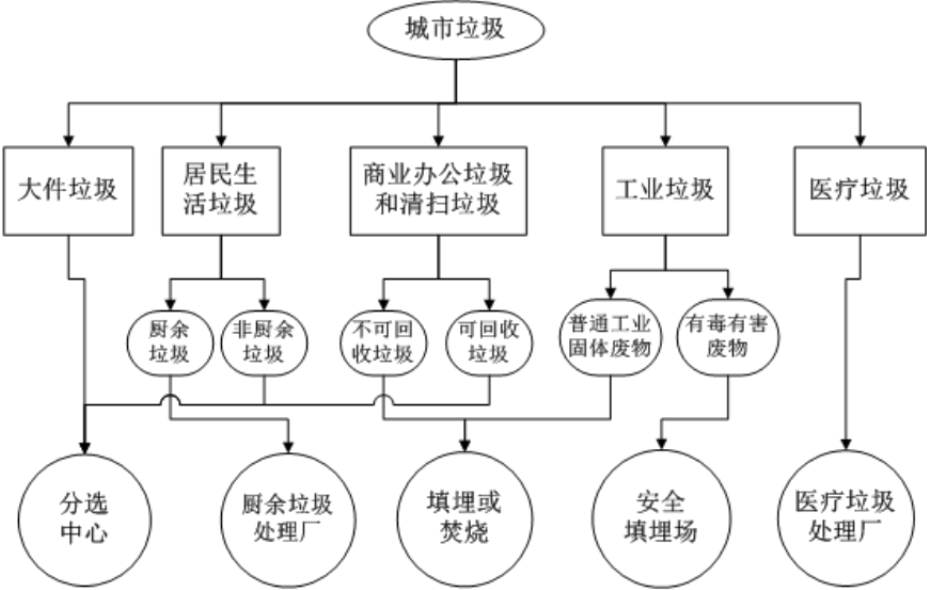 城市垃圾
大件垃圾
居民生
活垃圾
商业办公垃圾
和清扫垃圾
工业垃圾
医疗垃圾
厨余
垃圾
非厨余
垃圾
不可回
收垃圾
可回收
垃圾
普通工业
固体废物
有毒有害
废物
分选
中心
厨余垃圾
处理厂
填埋或
焚烧
安全
填埋场
医疗垃圾
处理厂